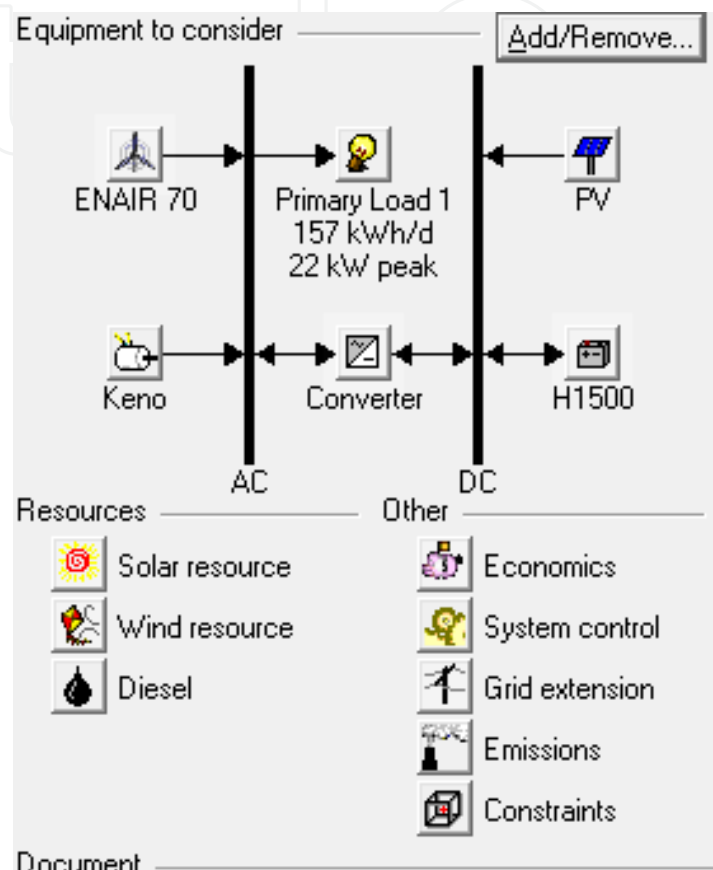 Equipment to consider Add/Remove...
ENAIR 70 Primary Load 1 PV
157 kWh/d
22 kW peak
Keno Converter H1500
AC DC
Resources Other
Solar resource Economics
Wind resource System control
Diesel Grid extension
Emissions
Constraints
Document